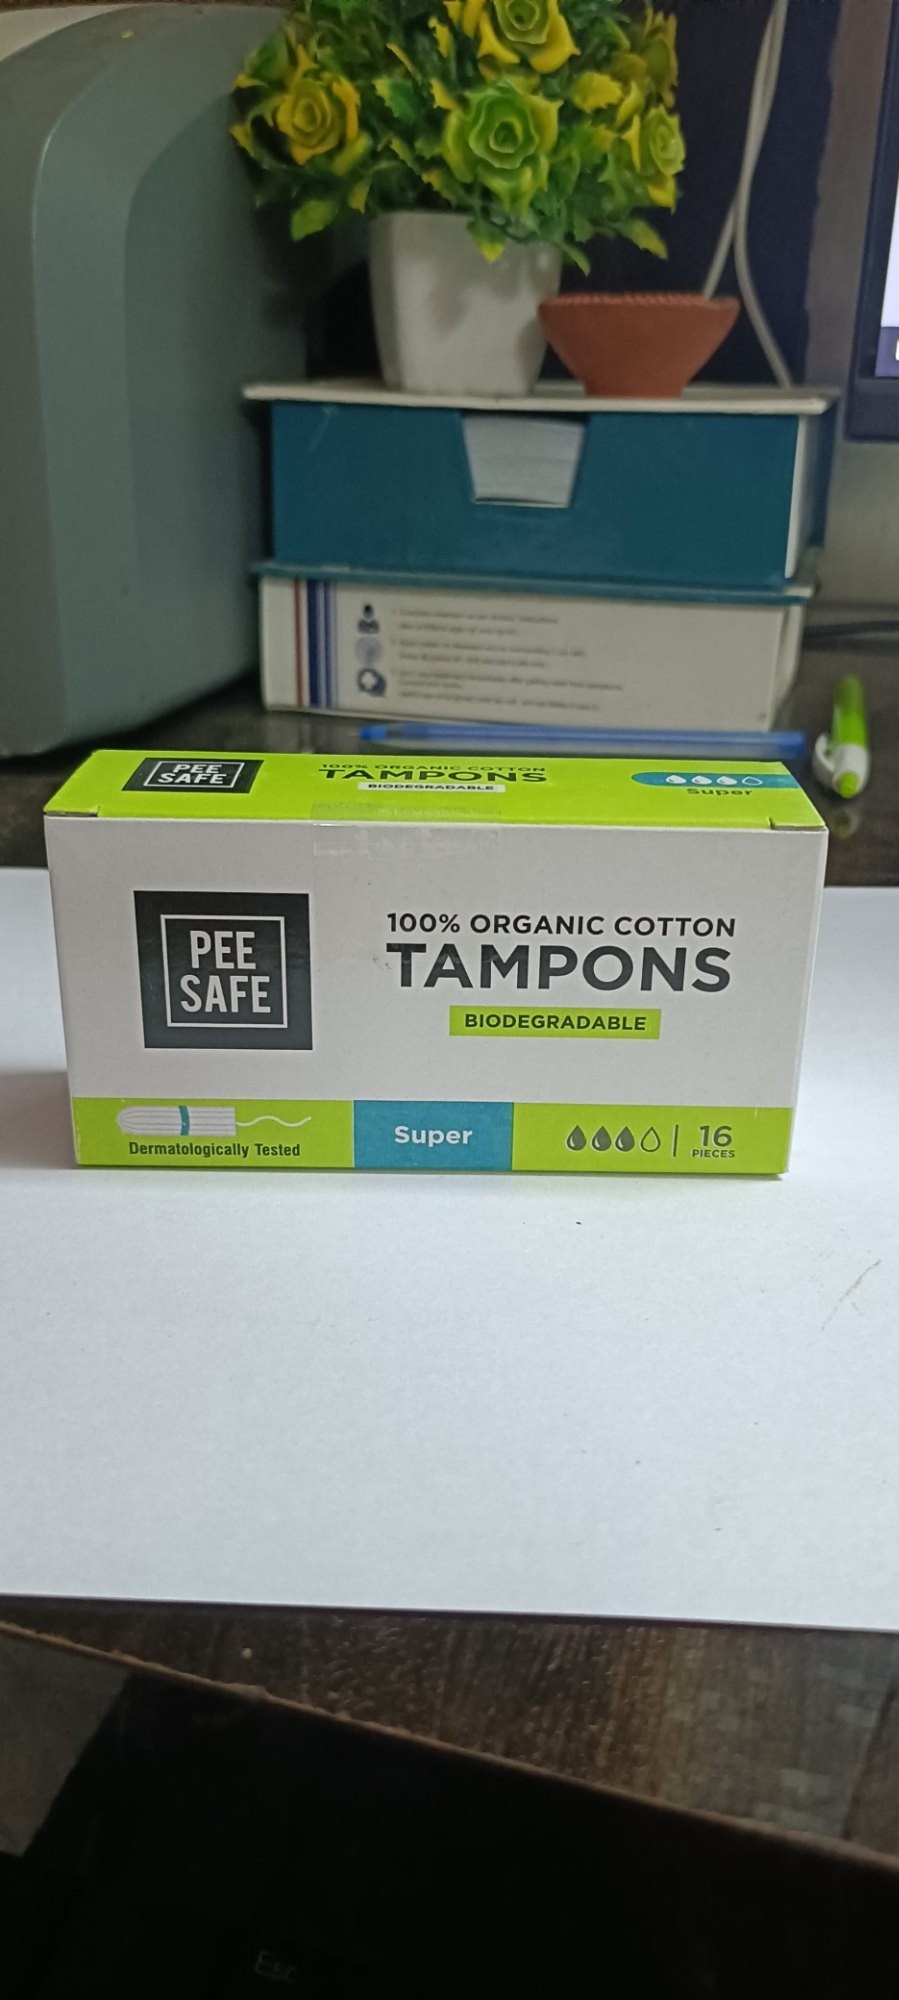 PEE
SAFE
100% ORGANIC COTTON
TAMPONS
BIODEGRADABLE
Super
PEE
SAFE
100% ORGANIC COTTON
TAMPONS
BIODEGRADABLE
Dermatologically Tested
Super
16
PIECES
Esc